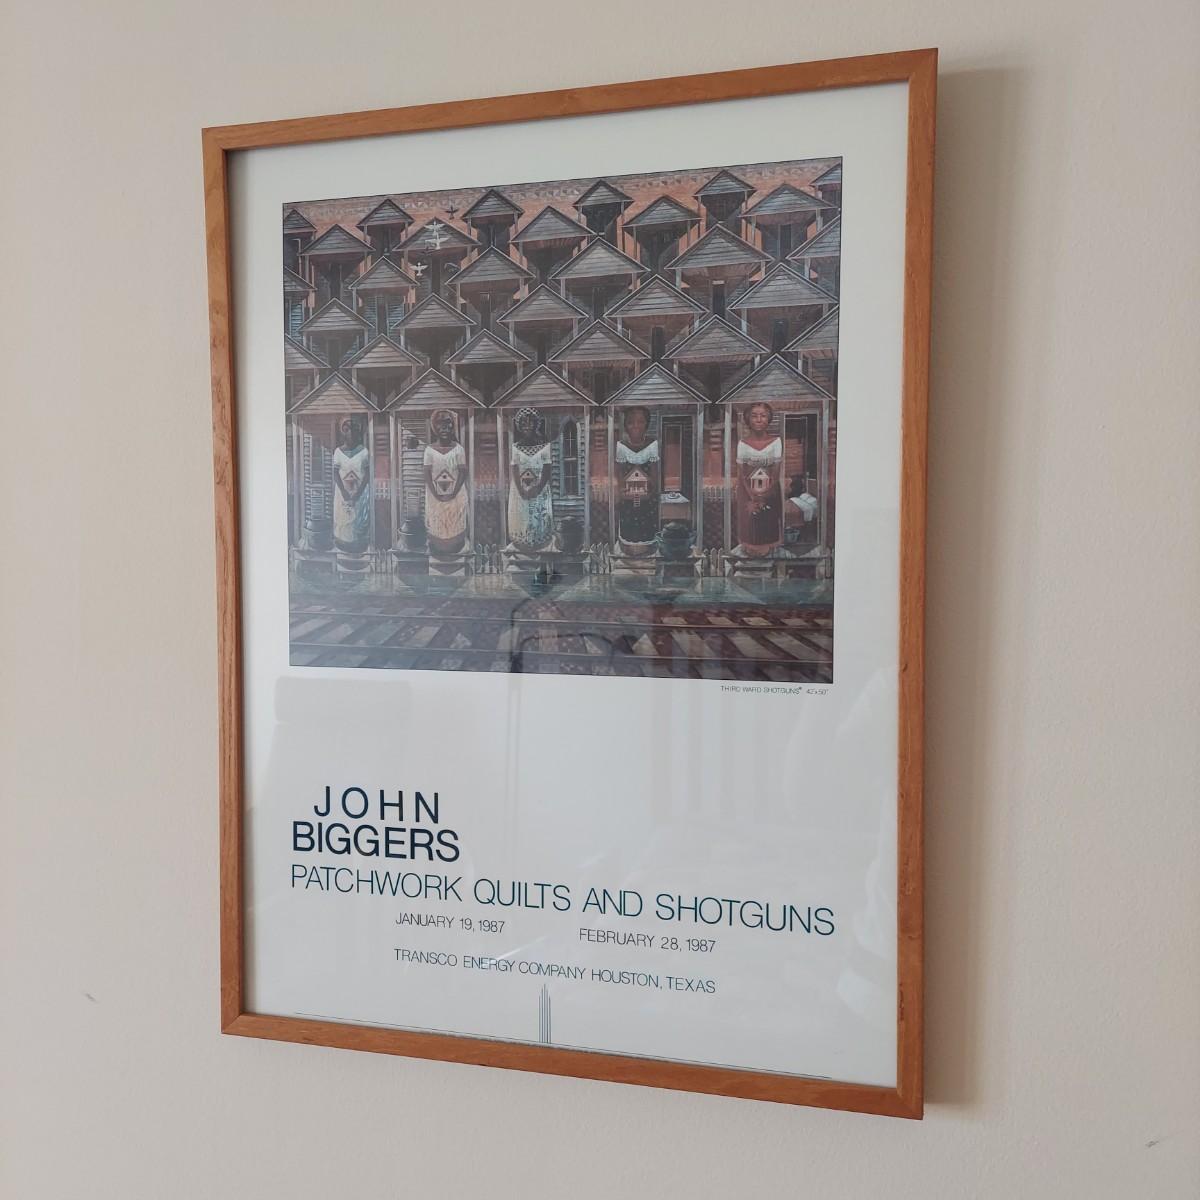 THIRD WARD SHOTGUNS® 42x50"
JOHN
BIGGERS
PATCHWORK QUILTS AND SHOTGUNS
JANUARY 19, 1987 FEBRUARY 28, 1987
TRANSCO ENERGY COMPANY HOUSTON, TEXAS